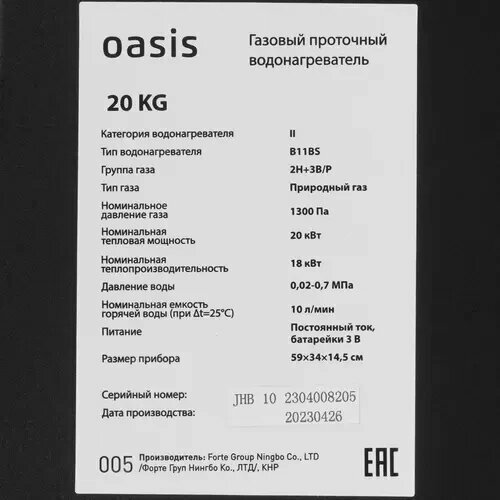 oasis
Газовый проточный
водонагреватель
20 KG
Категория водонагревателя II
Тип водонагревателя B11BS
Группа газа 2H+3B/P
Тип газа Природный газ
Номинальное
давление газа 1300 Па
Номинальная
тепловая мощность 20 кВт
Номинальная
теплопроизводительность 18 кВт
Давление воды 0,02-0,7 МПа
Номинальная емкость
горячей воды (при Δt=25°C) 10 л/мин
Питание Постоянный ток,
батарейки 3 В
Размер прибора 59×34×14,5 см
Серийный номер: JHB 10 2304008205
Дата производства: 20230426
005 Производитель: Forte Group Ningbo Co., LTD
/Форте Груп Нингбо Ко., ЛТД/, КНР
EAC